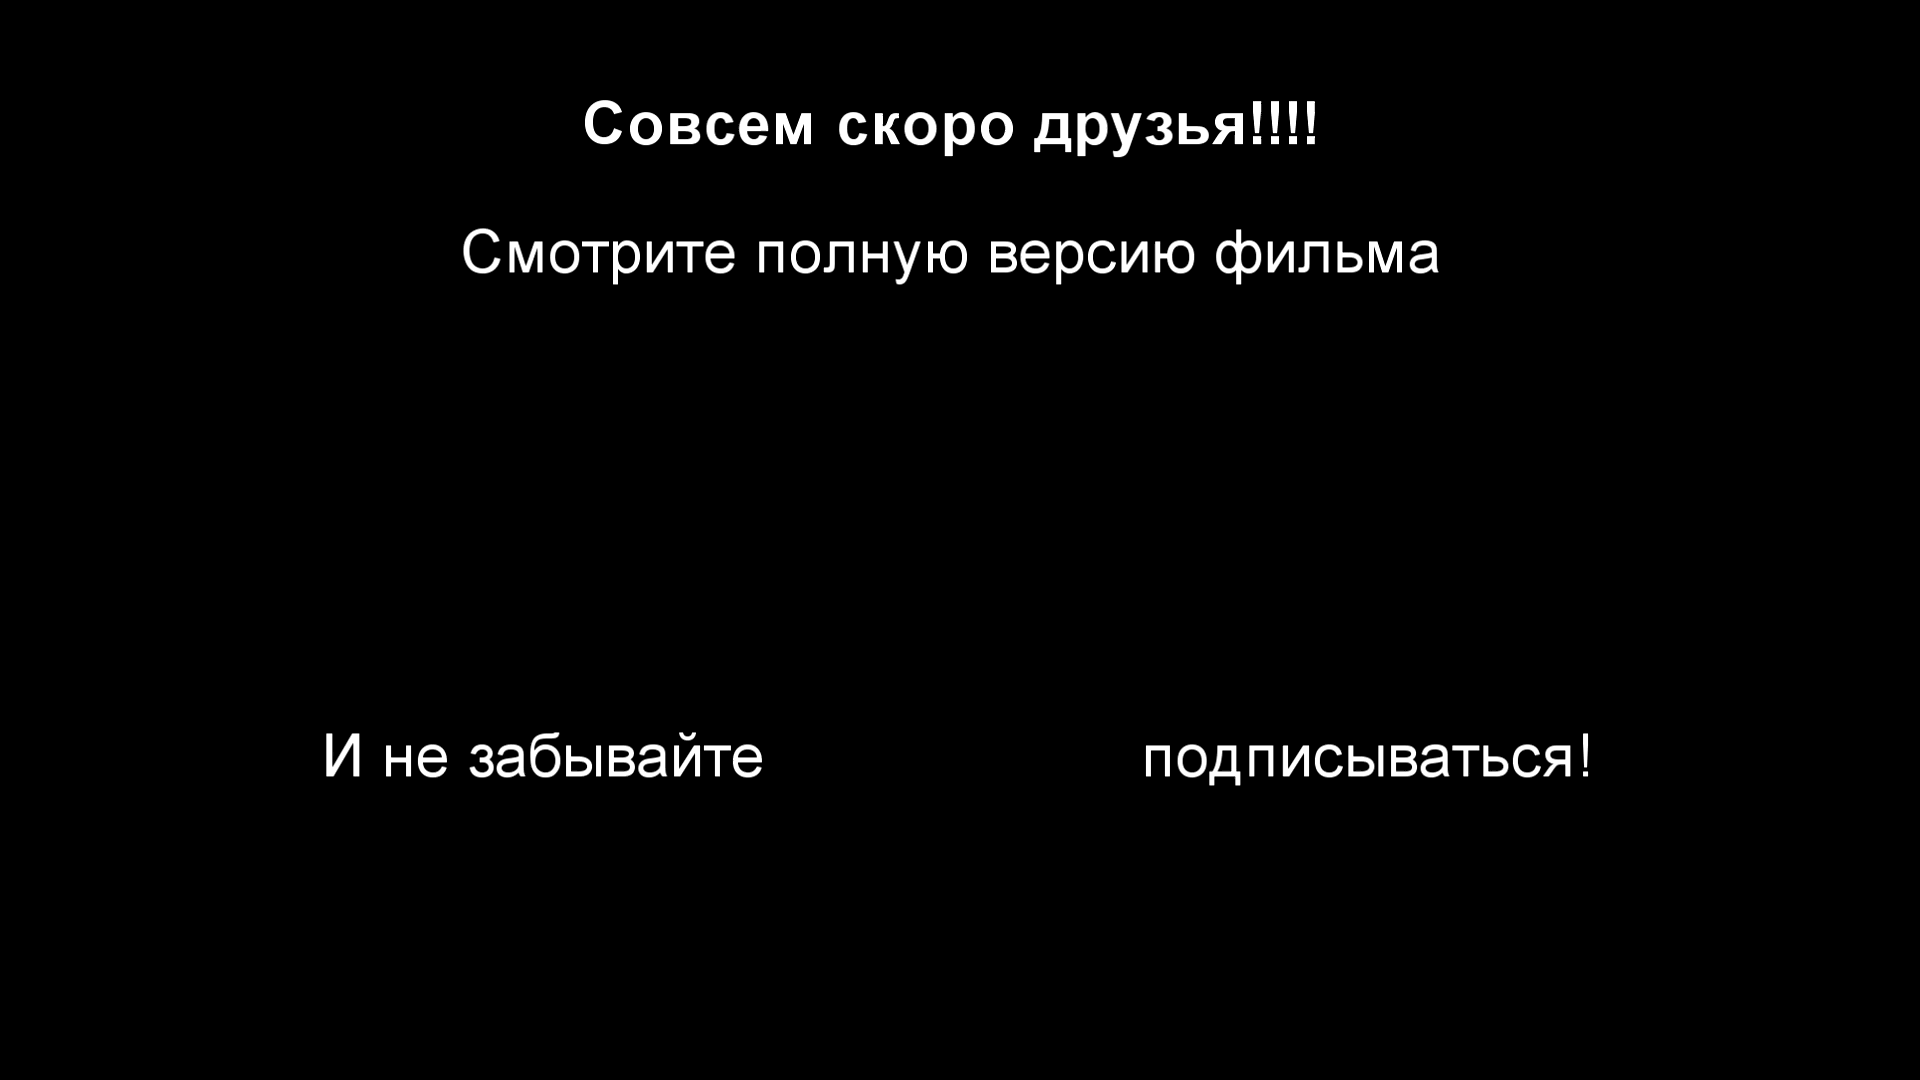 Совсем скоро друзья!!!!
Смотрите полную версию фильма
И не забывайте подписываться!